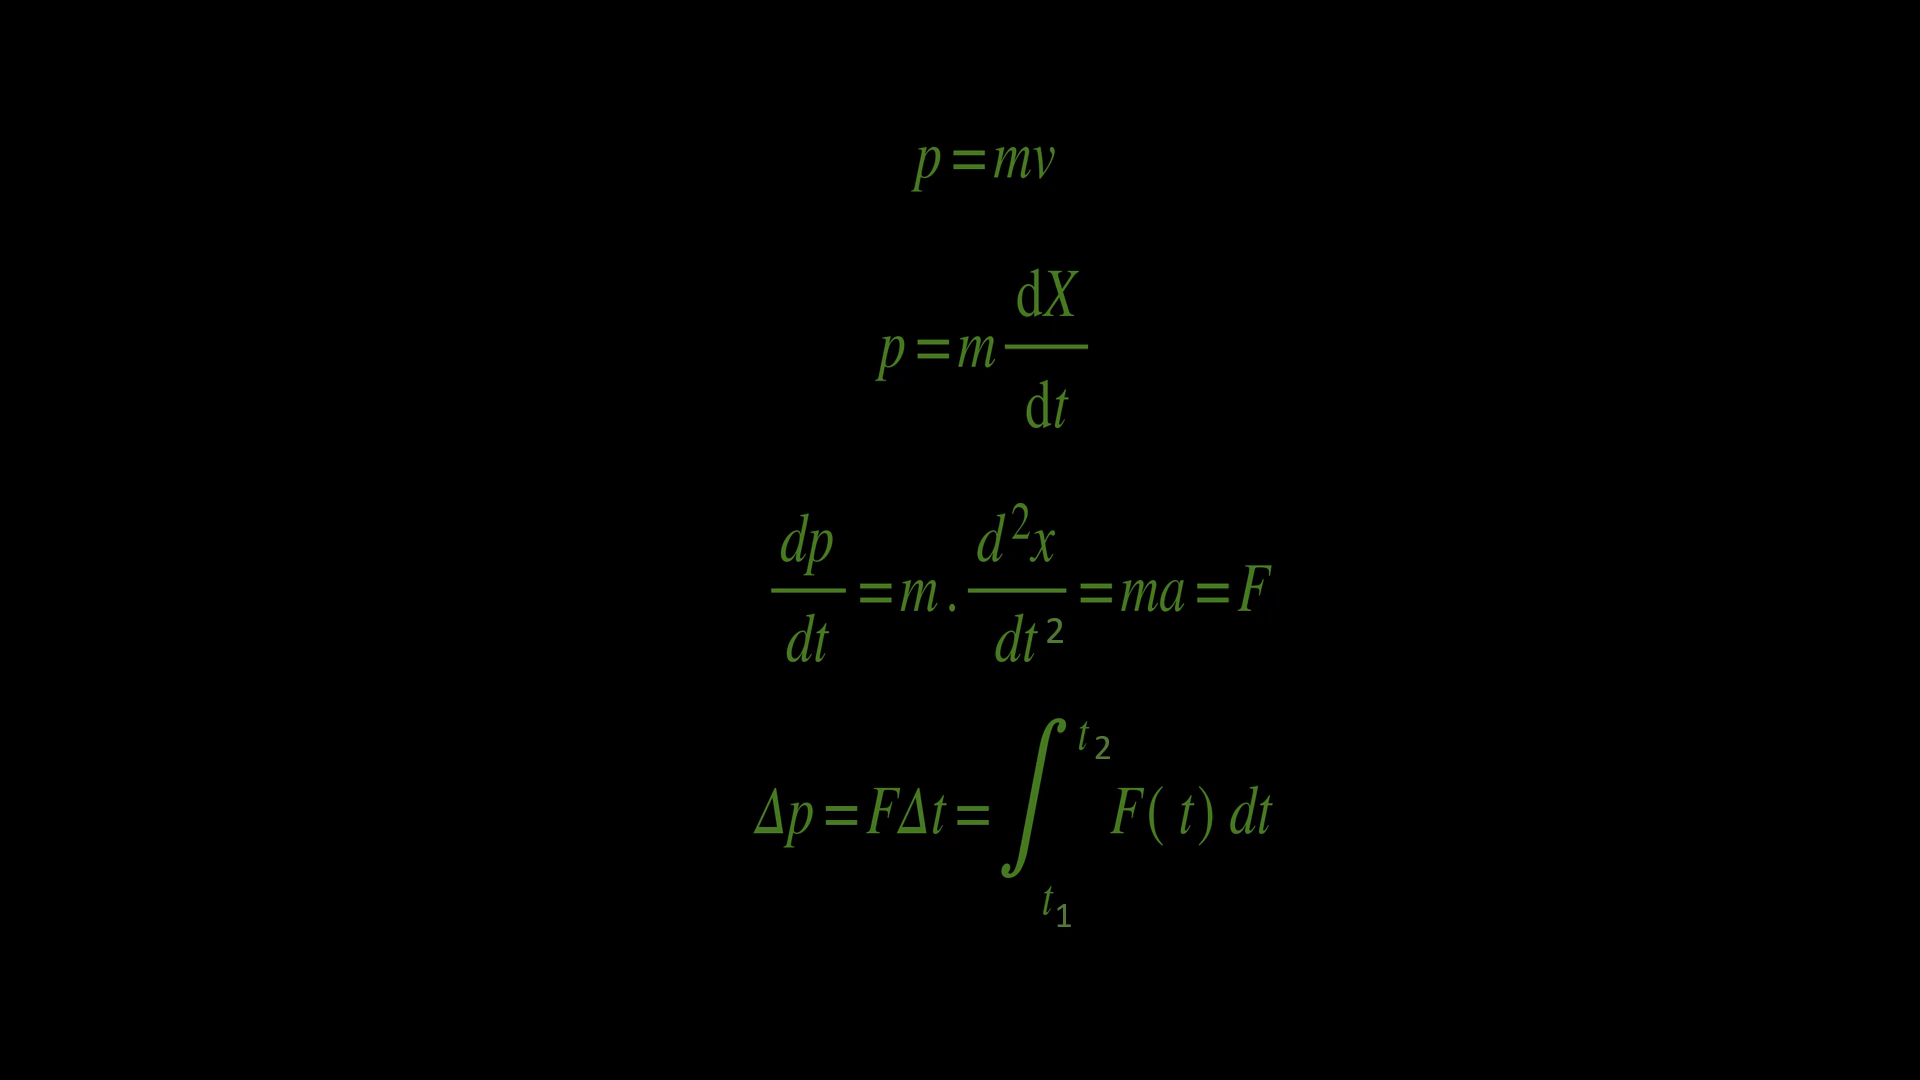 p = mv
p = m dX/dt
dp/dt = m . d²x/dt² = ma = F
Δp = FΔt = ∫_{t₁}^{t₂} F( t) dt